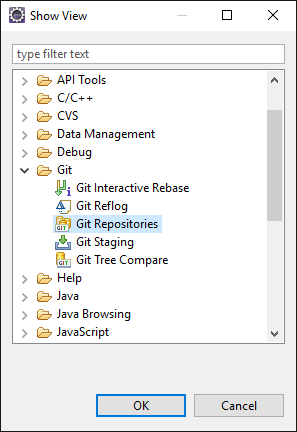 Show View
type filter text
API Tools
C/C++
CVS
Data Management
Debug
Git
Git Interactive Rebase
Git Reflog
Git Repositories
Git Staging
Git Tree Compare
Help
Java
Java Browsing
JavaScript
OK Cancel